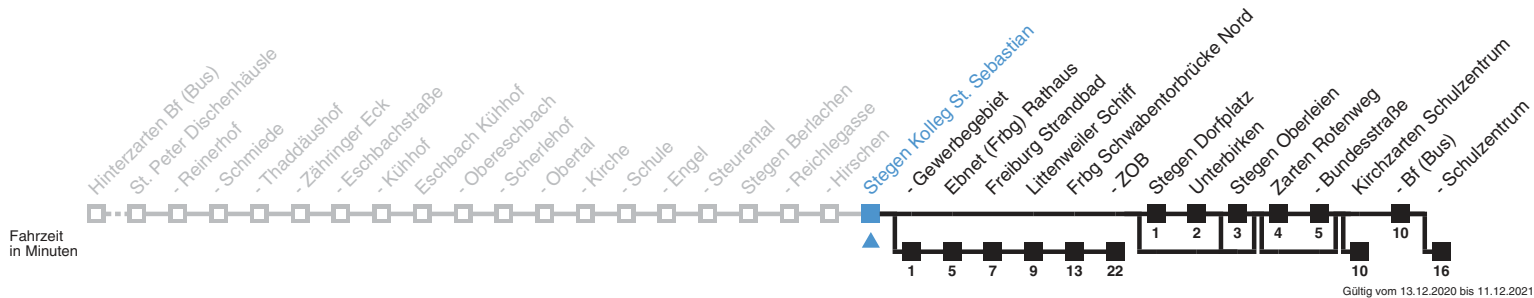 Hinterzarten Bf (Bus)
St. Peter Dischenhäusle
- Reinerhof
- Schmiede
- Thaddäushof
- Zähringer Eck
- Eschbachstraße
- Kühhof
Eschbach Kühhof
- Obereschbach
- Scherlehof
- Obertal
- Kirche
- Schule
- Engel
- Steurental
Stegen Berlachen
- Reichlegasse
- Hirschen
Stegen Kolleg St. Sebastian
- Gewerbegebiet
Ebnet (Frbg) Rathaus
Freiburg Strandbad
Littenweiler Schiff
Frbg Schwabentorbrücke Nord
- ZOB
Stegen Dorfplatz
Unterbirken
Stegen Oberleien
Zarten Rotenweg
- Bundesstraße
Kirchzarten Schulzentrum
- Bf (Bus)
- Schulzentrum
Fahrzeit
in Minuten
1 2 3 4 5 10
1 5 7 9 13 22 10 16
Gültig vom 13.12.2020 bis 11.12.2021